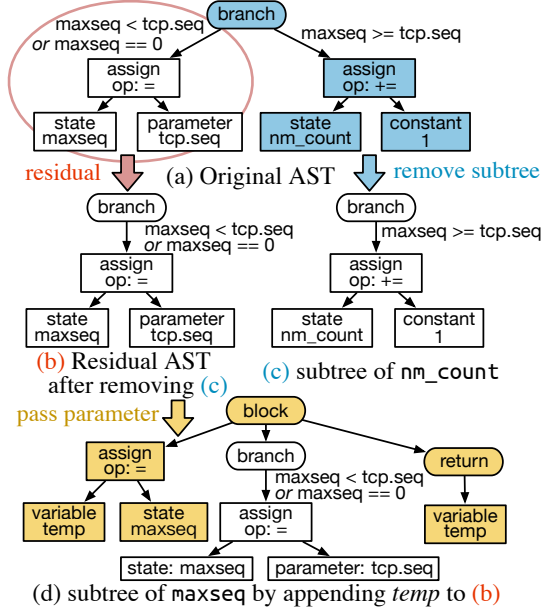 branch
maxseq < tcp.seq
or maxseq == 0
maxseq >= tcp.seq
assign
op: =
assign
op: +=
state
maxseq
parameter
tcp.seq
state
nm_count
constant
1
residual
(a) Original AST
remove subtree
branch
maxseq < tcp.seq
or maxseq == 0
assign
op: =
state
maxseq
parameter
tcp.seq
branch
maxseq >= tcp.seq
assign
op: +=
state
nm_count
constant
1
(b) Residual AST
after removing (c)
(c) subtree of nm_count
pass parameter
block
assign
op: =
branch
return
maxseq < tcp.seq
or maxseq == 0
variable
temp
state
maxseq
assign
op: =
variable
temp
state: maxseq
parameter: tcp.seq
(d) subtree of maxseq by appending temp to (b)